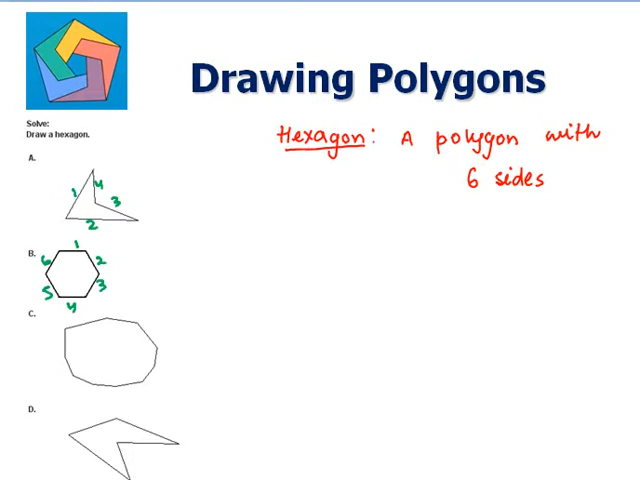 Drawing Polygons
Solve:
Draw a hexagon.
Hexagon: A polygon with
6 sides
A.
1 4 3
2
B.
1
6 2
5 3
4
C.
D.